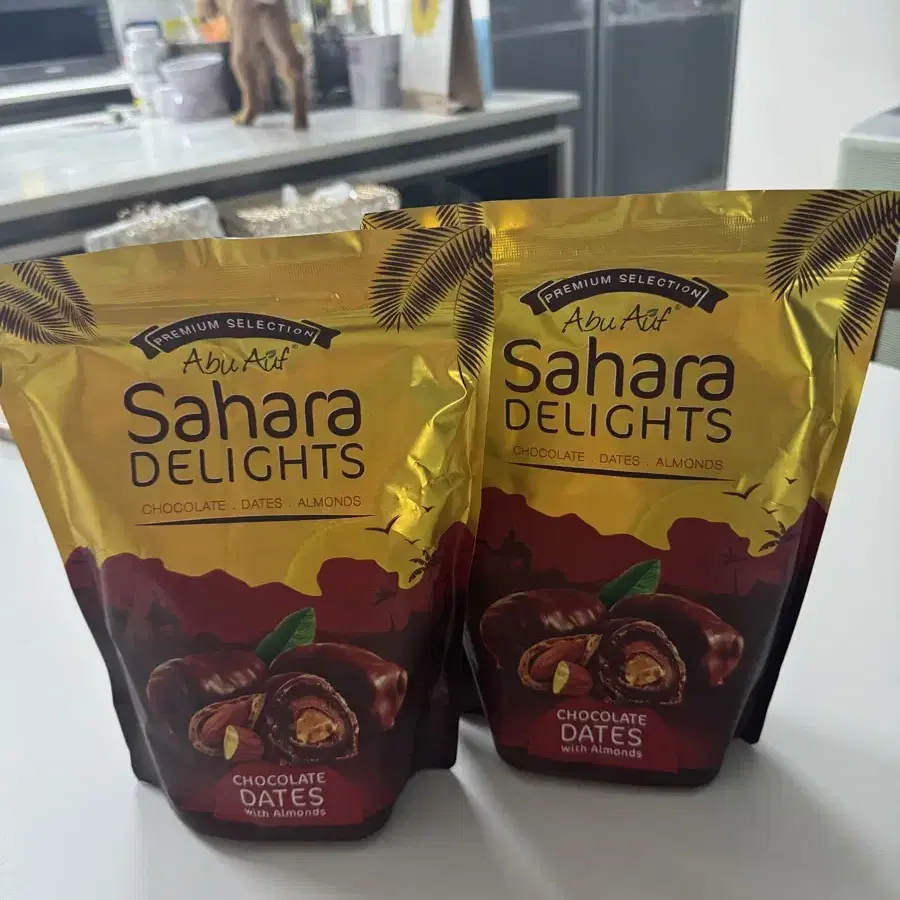 PREMIUM SELECTION
Abu Auf®
Sahara
DELIGHTS
CHOCOLATE . DATES . ALMONDS
CHOCOLATE
DATES
with Almonds
PREMIUM SELECTION
Abu Auf®
Sahara
DELIGHTS
CHOCOLATE . DATES . ALMONDS
CHOCOLATE
DATES
with Almonds